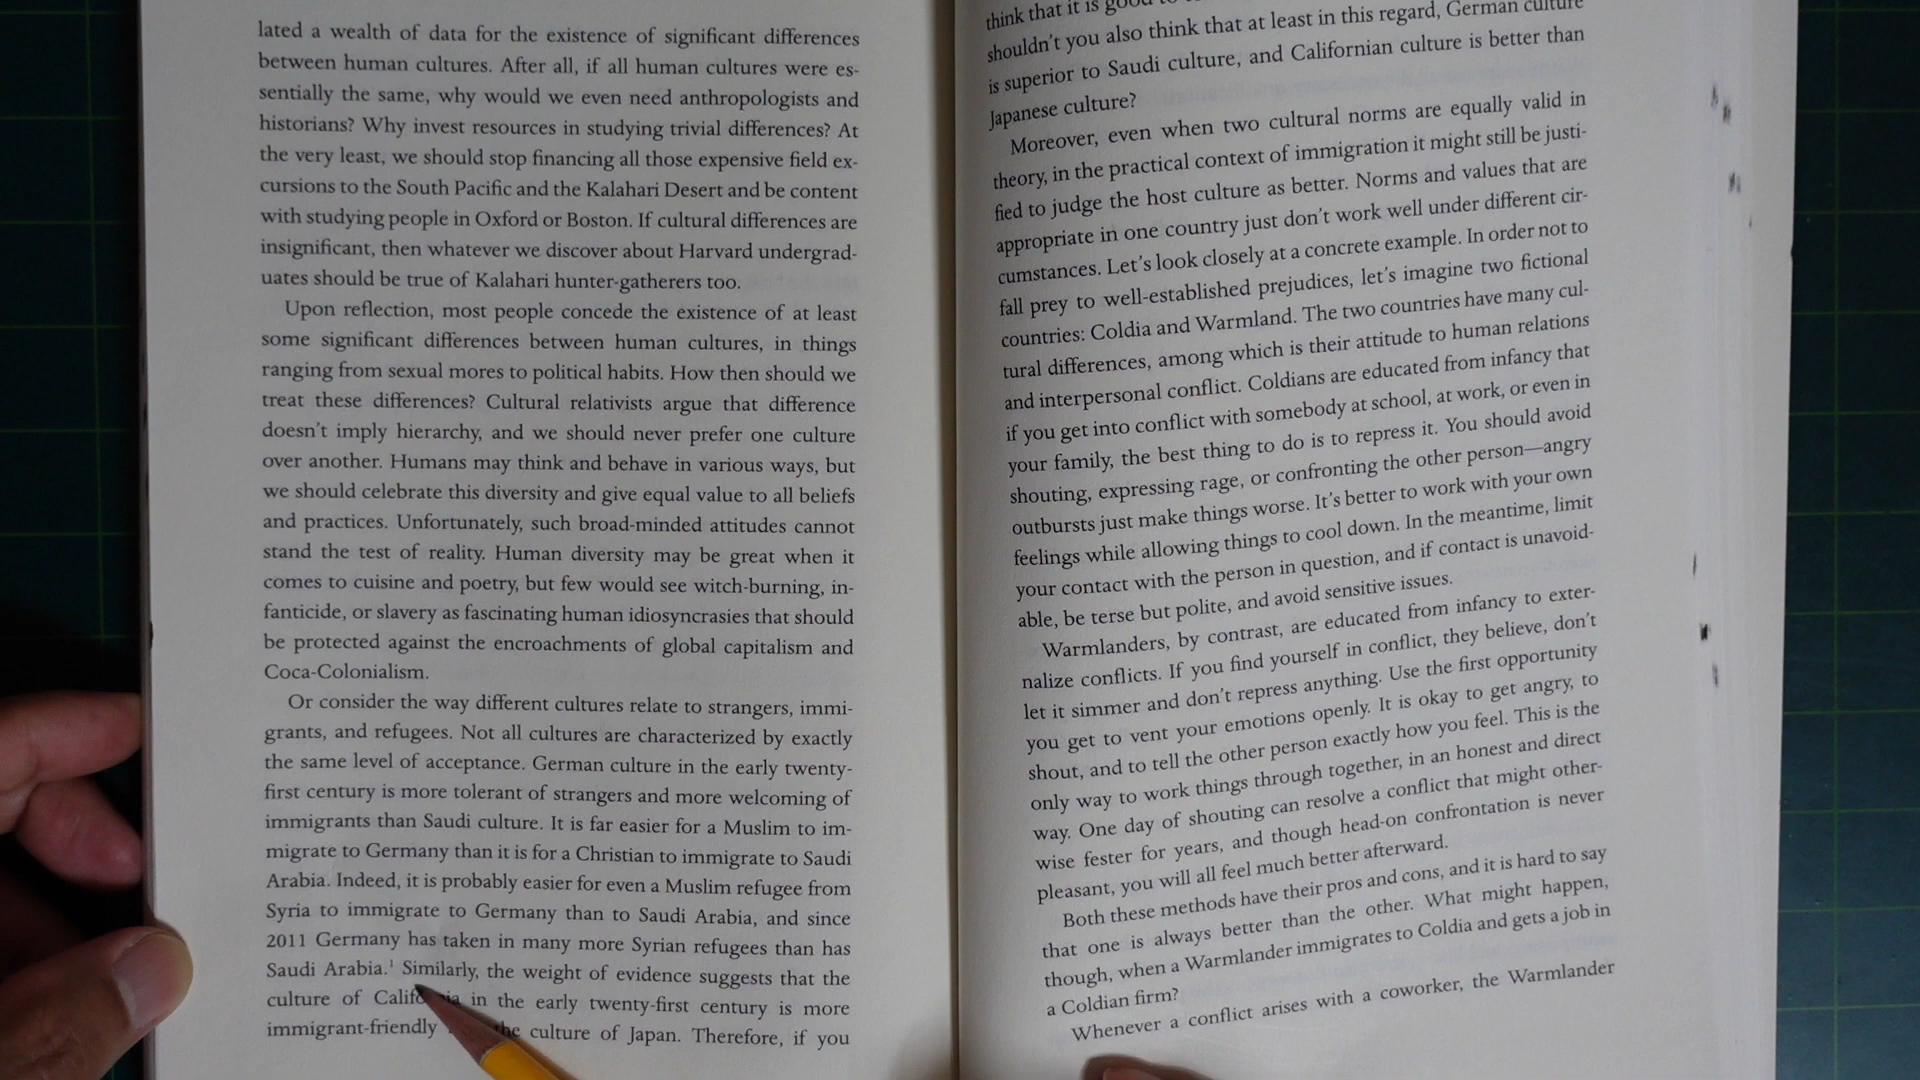 lated a wealth of data for the existence of significant differences
between human cultures. After all, if all human cultures were es-
sentially the same, why would we even need anthropologists and
historians? Why invest resources in studying trivial differences? At
the very least, we should stop financing all those expensive field ex-
cursions to the South Pacific and the Kalahari Desert and be content
with studying people in Oxford or Boston. If cultural differences are
insignificant, then whatever we discover about Harvard undergrad-
uates should be true of Kalahari hunter-gatherers too.
Upon reflection, most people concede the existence of at least
some significant differences between human cultures, in things
ranging from sexual mores to political habits. How then should we
treat these differences? Cultural relativists argue that difference
doesn't imply hierarchy, and we should never prefer one culture
over another. Humans may think and behave in various ways, but
we should celebrate this diversity and give equal value to all beliefs
and practices. Unfortunately, such broad-minded attitudes cannot
stand the test of reality. Human diversity may be great when it
comes to cuisine and poetry, but few would see witch-burning, in-
fanticide, or slavery as fascinating human idiosyncrasies that should
be protected against the encroachments of global capitalism and
Coca-Colonialism.
Or consider the way different cultures relate to strangers, immi-
grants, and refugees. Not all cultures are characterized by exactly
the same level of acceptance. German culture in the early twenty-
first century is more tolerant of strangers and more welcoming of
immigrants than Saudi culture. It is far easier for a Muslim to im-
migrate to Germany than it is for a Christian to immigrate to Saudi
Arabia. Indeed, it is probably easier for even a Muslim refugee from
Syria to immigrate to Germany than to Saudi Arabia, and since
2011 Germany has taken in many more Syrian refugees than has
Saudi Arabia.¹ Similarly, the weight of evidence suggests that the
culture of California in the early twenty-first century is more
immigrant-friendly the culture of Japan. Therefore, if you
think that it is good to
shouldn't you also think that at least in this regard, German culture
is superior to Saudi culture, and Californian culture is better than
Japanese culture?
Moreover, even when two cultural norms are equally valid in
theory, in the practical context of immigration it might still be justi-
fied to judge the host culture as better. Norms and values that are
appropriate in one country just don't work well under different cir-
cumstances. Let's look closely at a concrete example. In order not to
fall prey to well-established prejudices, let's imagine two fictional
countries: Coldia and Warmland. The two countries have many cul-
tural differences, among which is their attitude to human relations
and interpersonal conflict. Coldians are educated from infancy that
if you get into conflict with somebody at school, at work, or even in
your family, the best thing to do is to repress it. You should avoid
shouting, expressing rage, or confronting the other person—angry
outbursts just make things worse. It's better to work with your own
feelings while allowing things to cool down. In the meantime, limit
your contact with the person in question, and if contact is unavoid-
able, be terse but polite, and avoid sensitive issues.
Warmlanders, by contrast, are educated from infancy to exter-
nalize conflicts. If you find yourself in conflict, they believe, don't
let it simmer and don't repress anything. Use the first opportunity
you get to vent your emotions openly. It is okay to get angry, to
shout, and to tell the other person exactly how you feel. This is the
only way to work things through together, in an honest and direct
way. One day of shouting can resolve a conflict that might other-
wise fester for years, and though head-on confrontation is never
pleasant, you will all feel much better afterward.
Both these methods have their pros and cons, and it is hard to say
that one is always better than the other. What might happen,
though, when a Warmlander immigrates to Coldia and gets a job in
a Coldian firm?
Whenever a conflict arises with a coworker, the Warmlander